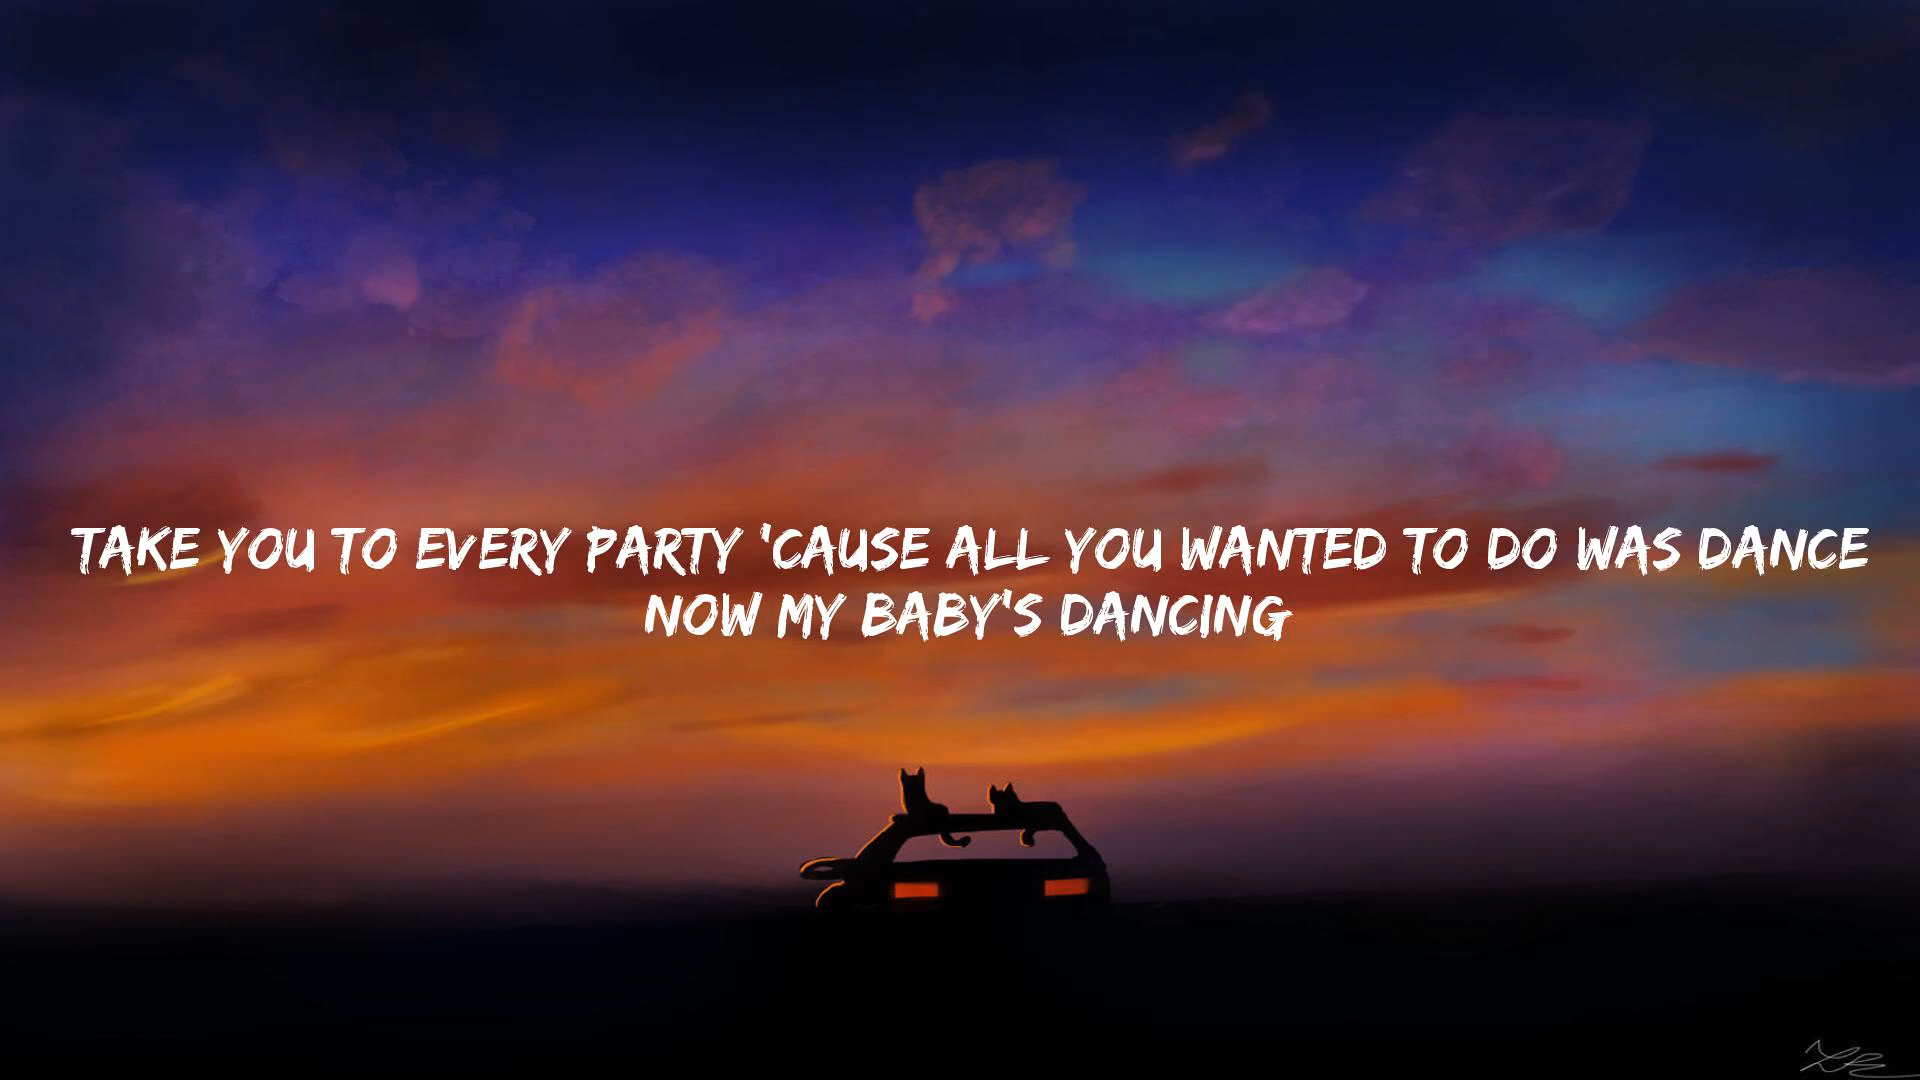 TAKE YOU TO EVERY PARTY 'CAUSE ALL YOU WANTED TO DO WAS DANCE
NOW MY BABY'S DANCING